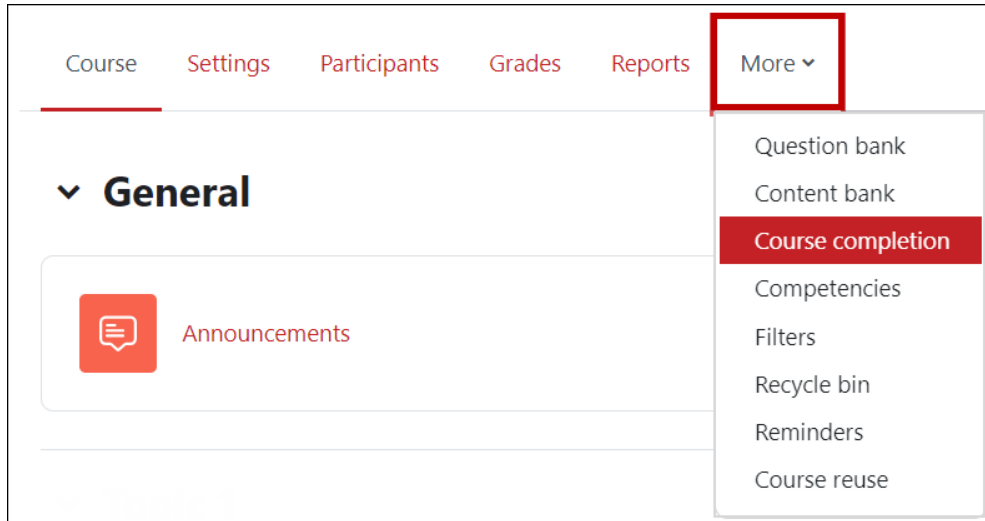 Course Settings Participants Grades Reports More
Question bank
Content bank
Course completion
Competencies
Filters
Recycle bin
Reminders
Course reuse
General
Announcements